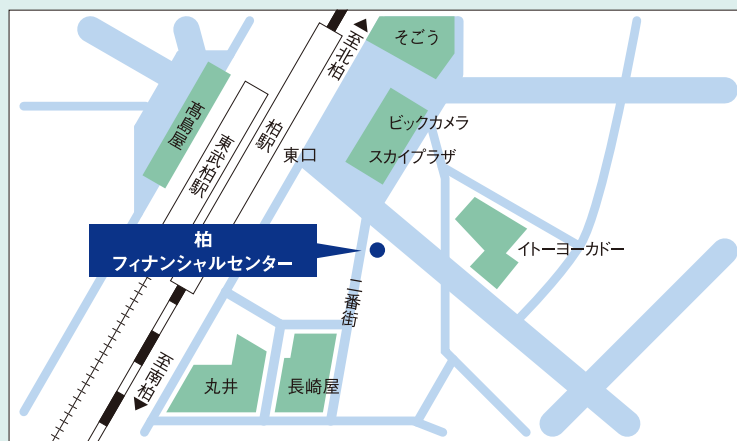 そごう
至北柏
ビックカメラ
スカイプラザ
髙島屋
柏駅
東口
東武柏駅
柏
フィナンシャルセンター
イトーヨーカドー
二番街
至南柏
丸井
長崎屋